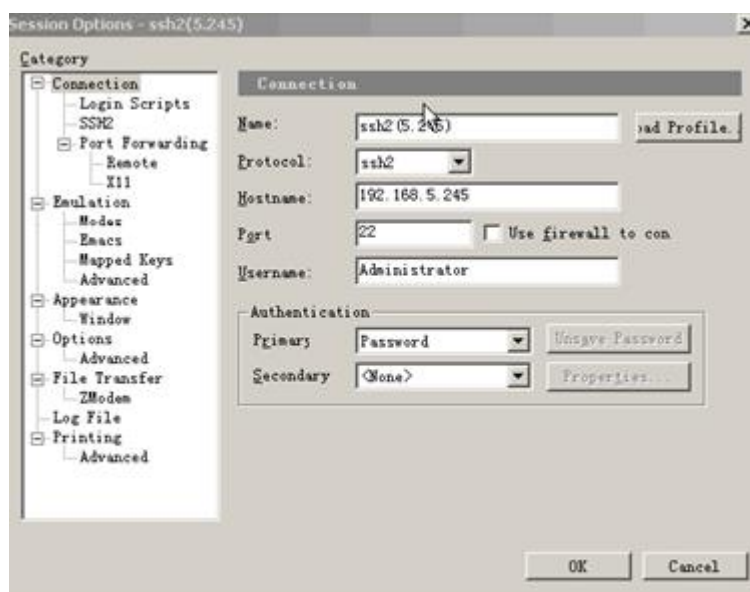 Session Options - ssh2(5.245)
Category
Connection
Login Scripts
SSH2
Port Forwarding
Remote
X11
Emulation
Modes
Emacs
Mapped Keys
Advanced
Appearance
Window
Options
Advanced
File Transfer
ZModem
Log File
Printing
Advanced
Connection
Name: ssh2(5.245) oad Profile.
Protocol: ssh2
Hostname: 192.168.5.245
Port 22 Use firewall to con
Username: Administrator
Authentication
Primary Password Unsave Password
Secondary <None> Properties...
OK Cancel